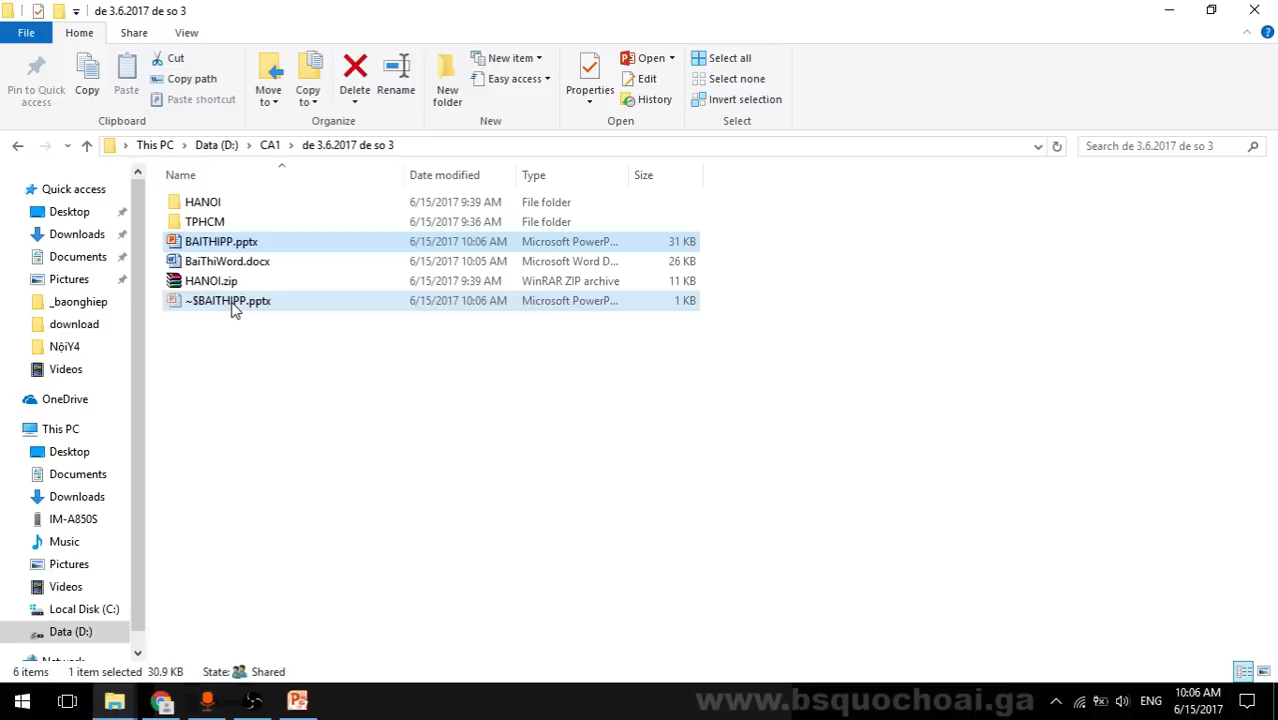 de 3.6.2017 de so 3
File Home Share View
Pin to Quick access
Copy
Paste
Cut
Copy path
Paste shortcut
Clipboard
Move to
Copy to
Delete
Rename
Organize
New folder
New item
Easy access
New
Properties
Open
Edit
History
Open
Select all
Select none
Invert selection
Select
This PC > Data (D:) > CA1 > de 3.6.2017 de so 3
Search de 3.6.2017 de so 3
Name Date modified Type Size
HANOI 6/15/2017 9:39 AM File folder
TPHCM 6/15/2017 9:36 AM File folder
BAITHIPP.pptx 6/15/2017 10:06 AM Microsoft PowerP... 31 KB
BaiThiWord.docx 6/15/2017 10:05 AM Microsoft Word D... 26 KB
HANOI.zip 6/15/2017 9:39 AM WinRAR ZIP archive 11 KB
~$BAITHIPP.pptx 6/15/2017 10:06 AM Microsoft PowerP... 1 KB
Quick access
Desktop
Downloads
Documents
Pictures
_baonghiep
download
NộiY4
Videos
OneDrive
This PC
Desktop
Documents
Downloads
IM-A850S
Music
Pictures
Videos
Local Disk (C:)
Data (D:)
6 items 1 item selected 30.9 KB State: Shared
www.bsquochoai.ga
ENG
10:06 AM
6/15/2017